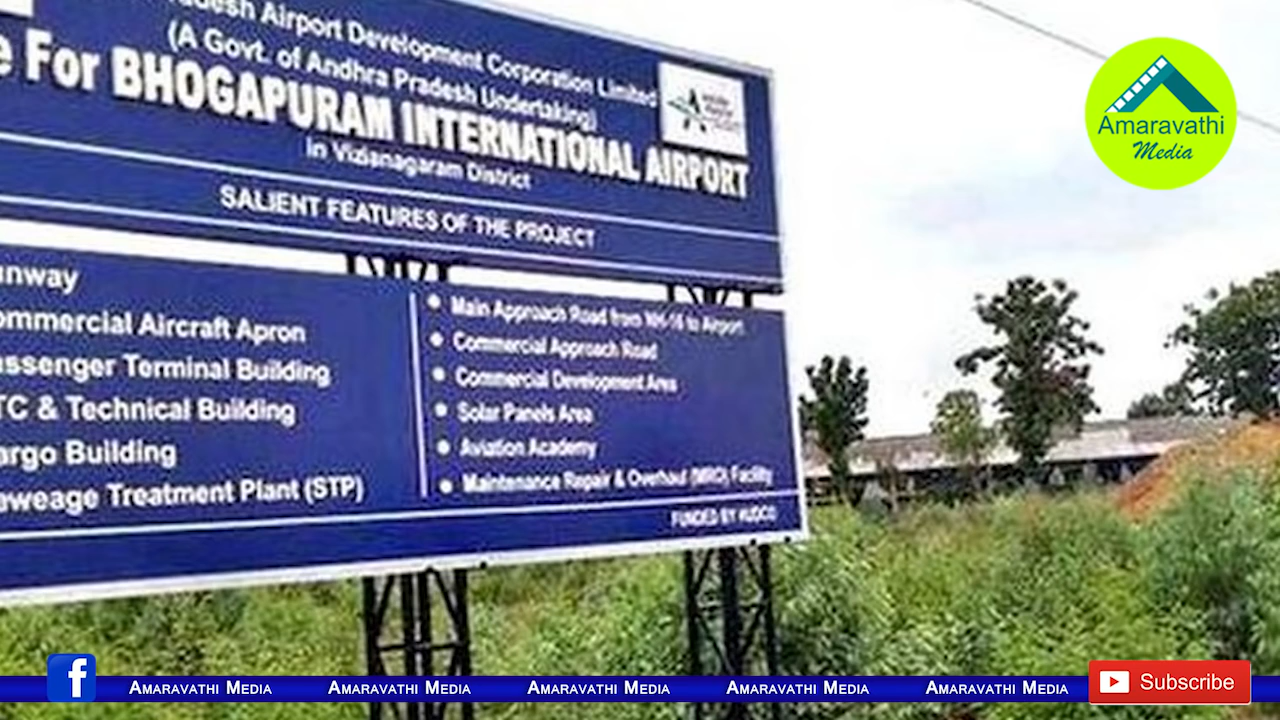 adesh Airport Development Corporation Limited
(A Govt. of Andhra Pradesh Undertaking)
e For BHOGAPURAM INTERNATIONAL AIRPORT
in Vizianagaram District
SALIENT FEATURES OF THE PROJECT
unway
ommercial Aircraft Apron
assenger Terminal Building
TC & Technical Building
argo Building
eweage Treatment Plant (STP)
• Main Approach Road from NH-16 to Airport
• Commercial Approach Road
• Commercial Development Area
• Solar Panels Area
• Aviation Academy
• Maintenance Repair & Overhaul (MRO) Facility
FUNDED BY HUDCO
Amaravathi
Media
f
Amaravathi Media Amaravathi Media Amaravathi Media Amaravathi Media Amaravathi Media
Subscribe